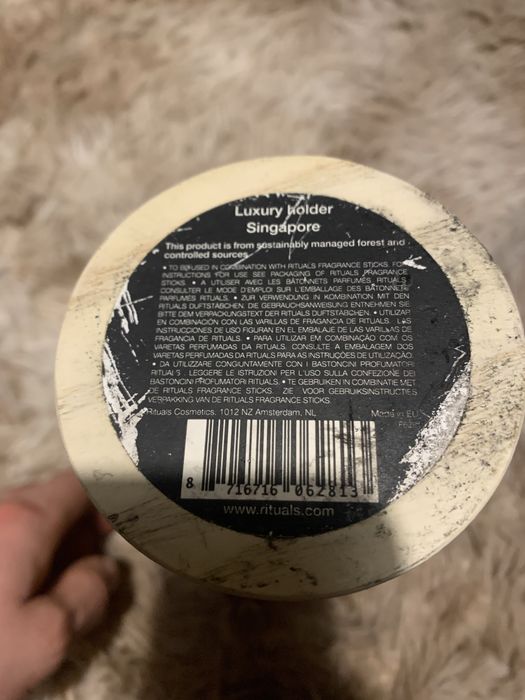 Luxury holder
Singapore
This product is from sustainably managed forest and
controlled sources
• TO BE USED IN COMBINATION WITH RITUALS FRAGRANCE STICKS. FOR
INSTRUCTIONS FOR USE SEE PACKAGING OF RITUALS FRAGRANCE
STICKS. • A UTILISER AVEC LES BÂTONNETS PARFUMÉS RITUALS.
CONSULTER LE MODE D'EMPLOI SUR L'EMBALLAGE DES BÂTONNETS
PARFUMÉS RITUALS. • ZUR VERWENDUNG IN KOMBINATION MIT DEN
RITUALS DUFTSTÄBCHEN. DIE GEBRAUCHSANWEISUNG ENTNEHMEN SIE
BITTE DEM VERPACKUNGSTEXT DER RITUALS DUFTSTÄBCHEN. • UTILIZAR
EN COMBINACIÓN CON LAS VARILLAS DE FRAGANCIA DE RITUALS. LAS
INSTRUCCIONES DE USO FIGURAN EN EL EMBALAJE DE LAS VARILLAS DE
FRAGANCIA DE RITUALS. • PARA UTILIZAR EM COMBINAÇÃO COM OS
VARETAS PERFUMADAS DA RITUALS. CONSULTE A EMBALAGEM DOS
VARETAS PERFUMADAS DA RITUALS PARA AS INSTRUÇÕES DE UTILIZAÇÃO.
• DA UTILIZZARE CONGIUNTAMENTE CON I BASTONCINI PROFUMATORI
RITUALS. LEGGERE LE ISTRUZIONI PER L'USO SULLA CONFEZIONE DEI
BASTONCINI PROFUMATORI RITUALS. • TE GEBRUIKEN IN COMBINATIE MET
DE RITUALS FRAGRANCE STICKS. ZIE VOOR GEBRUIKSINSTRUCTIES
VERPAKKING VAN DE RITUALS FRAGRANCE STICKS.
Rituals Cosmetics, 1012 NZ Amsterdam, NL Made in EU
8 716716 062813
www.rituals.com